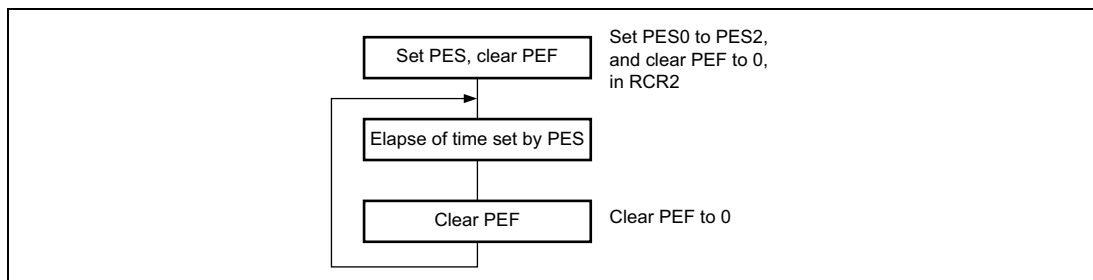 Set PES, clear PEF
Set PES0 to PES2,
and clear PEF to 0,
in RCR2
Elapse of time set by PES
Clear PEF
Clear PEF to 0